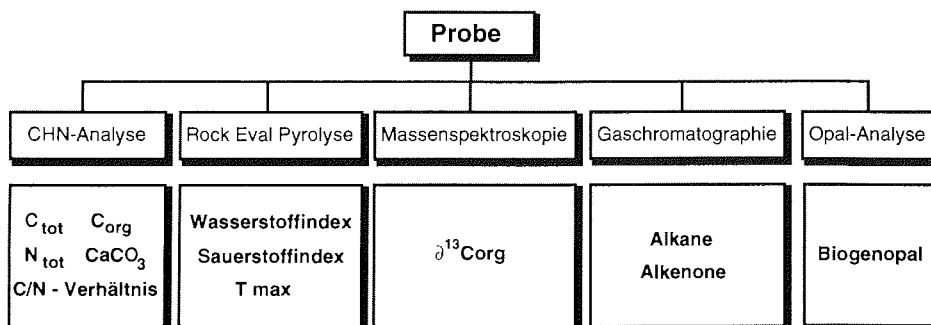 Probe
CHN-Analyse
Rock Eval Pyrolyse
Massenspektroskopie
Gaschromatographie
Opal-Analyse
C tot C org
N tot CaCO3
C/N - Verhältnis
Wasserstoffindex
Sauerstoffindex
T max
∂13Corg
Alkane
Alkenone
Biogenopal